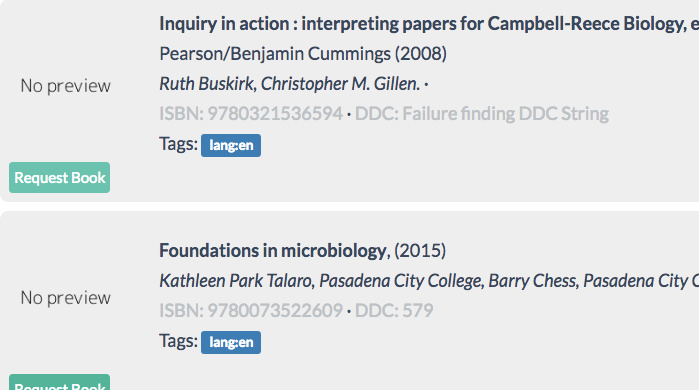 Inquiry in action : interpreting papers for Campbell-Reece Biology, e
Pearson/Benjamin Cummings (2008)
No preview
Ruth Buskirk, Christopher M. Gillen. ·
ISBN: 9780321536594 · DDC: Failure finding DDC String
Tags: lang:en
Request Book
Foundations in microbiology, (2015)
Kathleen Park Talaro, Pasadena City College, Barry Chess, Pasadena City C
No preview
ISBN: 9780073522609 · DDC: 579
Tags: lang:en
Request Book